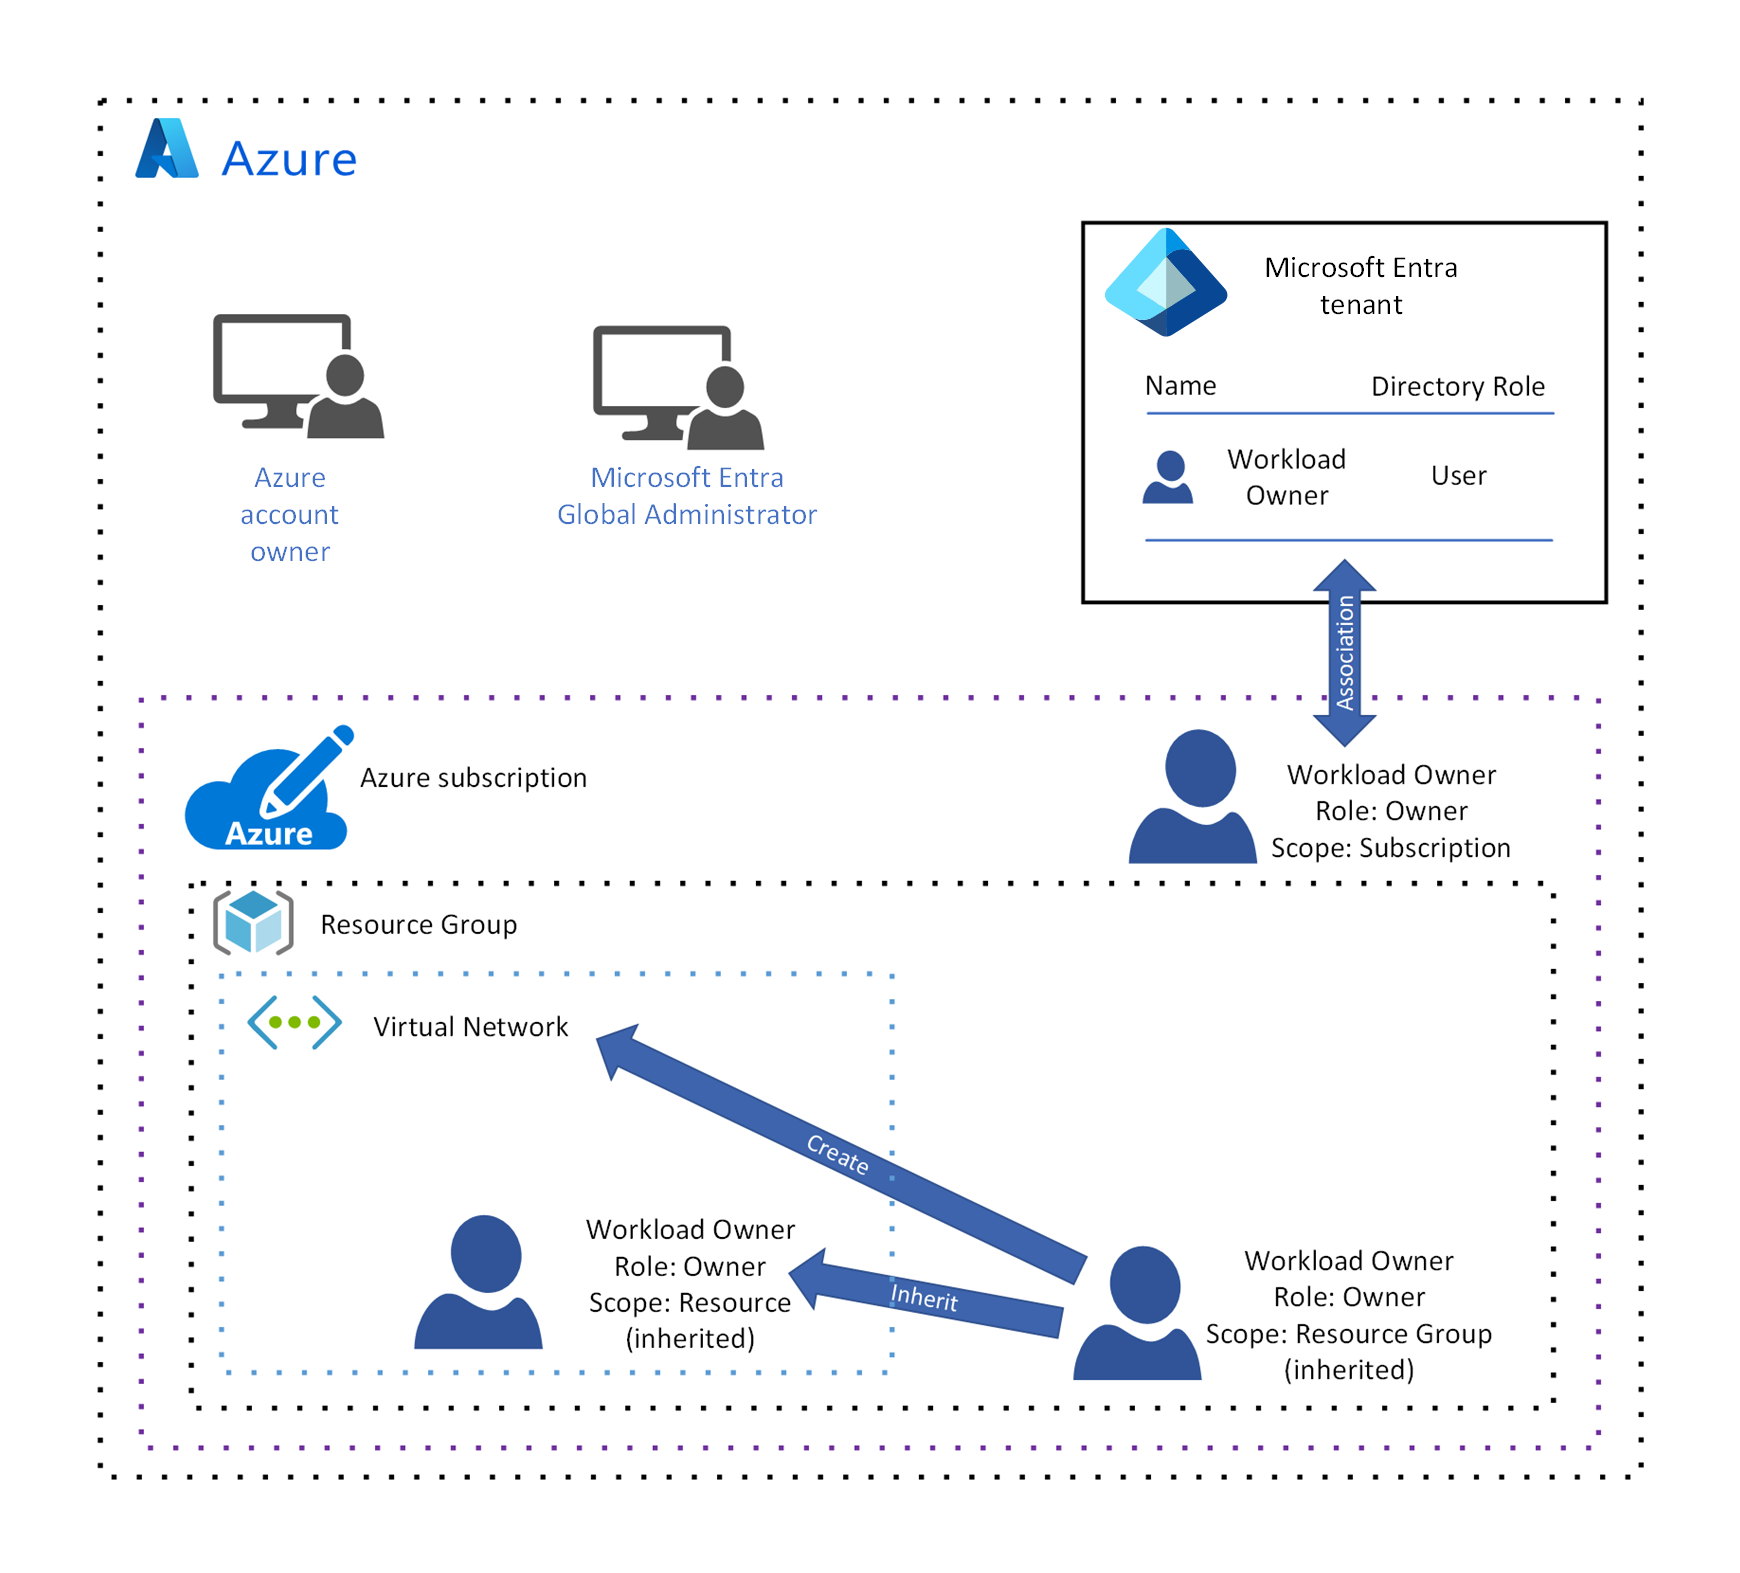 Azure
Microsoft Entra
tenant
Name
Directory Role
Workload
Owner
User
Azure
account
owner
Microsoft Entra
Global Administrator
Association
Azure
Azure subscription
Workload Owner
Role: Owner
Scope: Subscription
Resource Group
Virtual Network
Create
Workload Owner
Role: Owner
Scope: Resource
(inherited)
Inherit
Workload Owner
Role: Owner
Scope: Resource Group
(inherited)